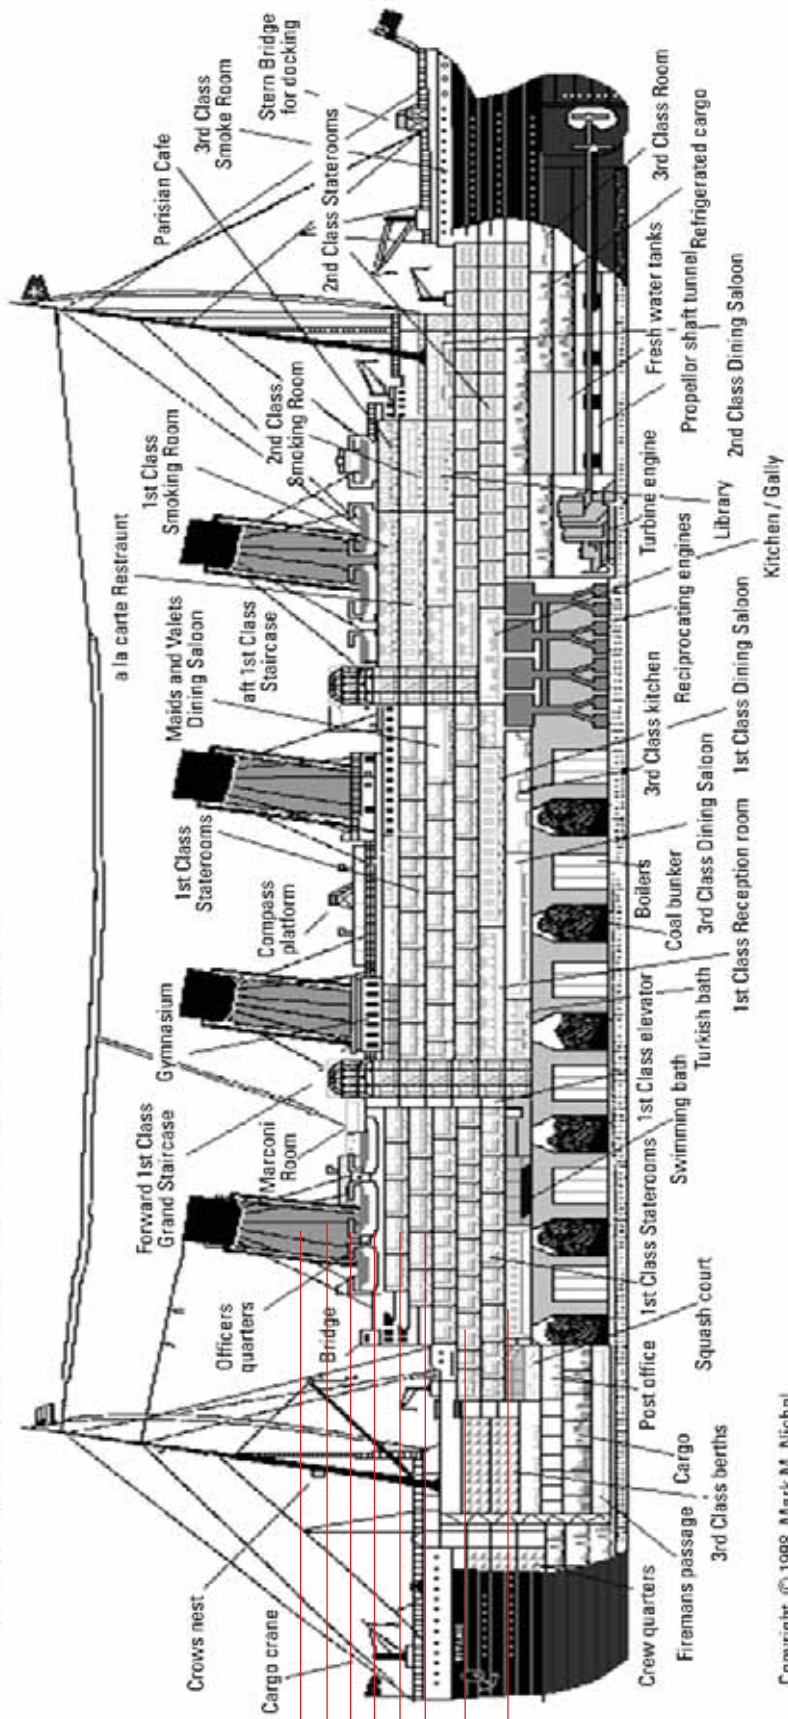 Crows nest
Cargo crane
Officers
quarters
Bridge
Forward 1st Class
Grand Staircase
Marconi
Room
Gymnasium
Compass
platform
1st Class
Staterooms
Maids and Valets
Dining Saloon
aft 1st Class
Staircase
a la carte Restraunt
1st Class
Smoking Room
2nd Class
Smoking Room
Parisian Cafe
3rd Class
Smoke Room
2nd Class Staterooms
Stern Bridge
for docking
Crew quarters
Firemans passage
3rd Class berths
Cargo
Post office
Squash court
1st Class Staterooms
Swimming bath
1st Class elevator
Turkish bath
1st Class Reception room
Boilers
Coal bunker
3rd Class Dining Saloon
3rd Class kitchen
1st Class Dining Saloon
Reciprocating engines
Kitchen / Gally
Turbine engine
Library
2nd Class Dining Saloon
Fresh water tanks
Propellor shaft tunnel
Refrigerated cargo
3rd Class Room
Copyright © 1998 Mark M.